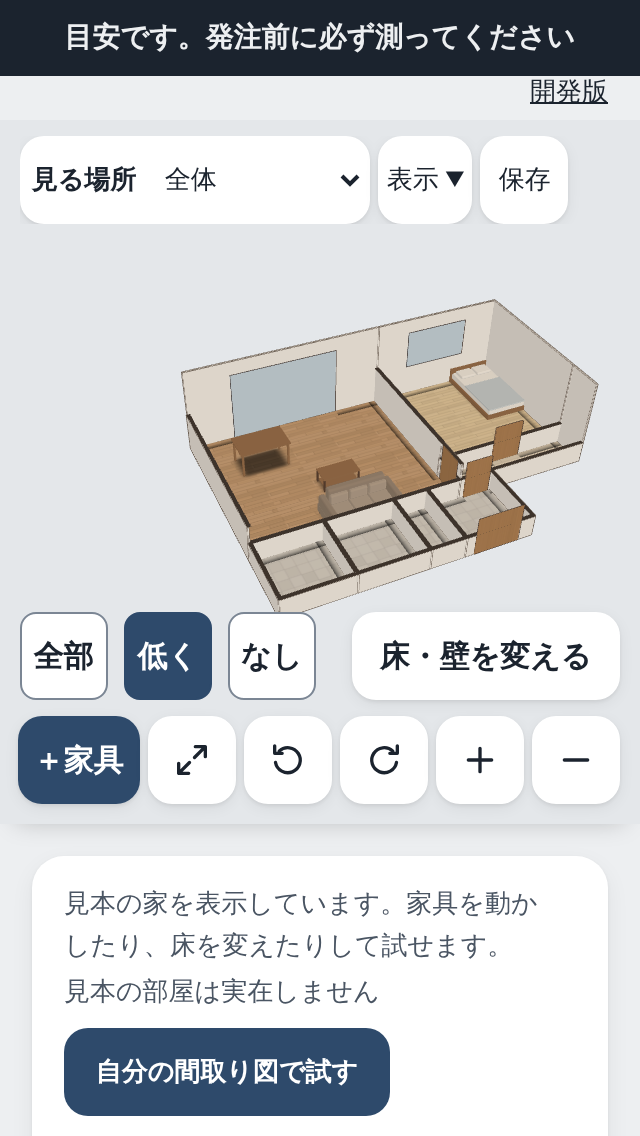 目安です。発注前に必ず測ってください
開発版
見る場所 全体
表示 ▼
保存
全部
低く
なし
床・壁を変える
＋家具
見本の家を表示しています。家具を動か
したり、床を変えたりして試せます。
見本の部屋は実在しません
自分の間取り図で試す